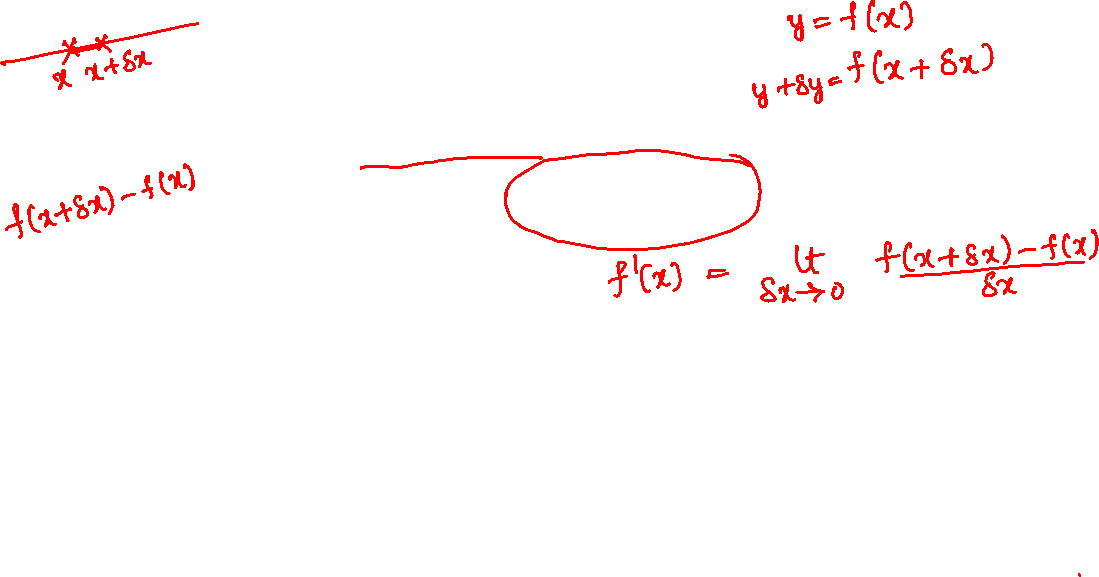 y = f(x)
x x+δx
y+δy = f(x+δx)
f(x+δx)-f(x)
f'(x) = lt δx→0 f(x+δx)-f(x) / δx